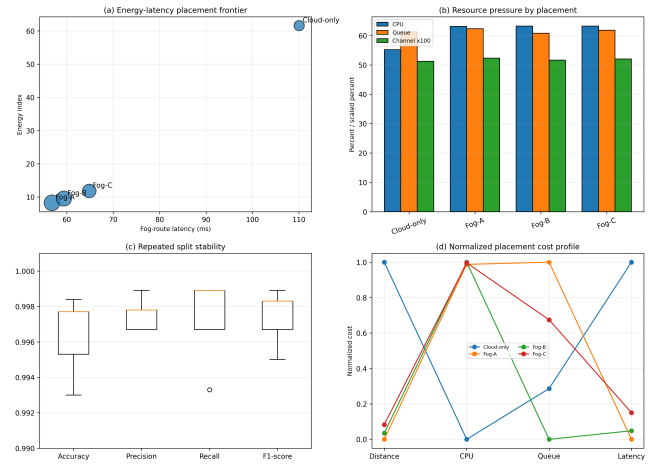 (a) Energy-latency placement frontier
Cloud-only
60
50
40
30
20
10
Energy index
Fog-A
Fog-B
Fog-C
60
70
80
90
100
110
Fog-route latency (ms)
(b) Resource pressure by placement
CPU
Queue
Channel x100
60
50
40
30
20
10
0
Percent / scaled percent
Cloud-only
Fog-A
Fog-B
Fog-C
(c) Repeated split stability
1.000
0.998
0.996
0.994
0.992
0.990
Accuracy
Precision
Recall
F1-score
(d) Normalized placement cost profile
1.0
0.8
0.6
0.4
0.2
0.0
Normalized cost
Cloud-only
Fog-A
Fog-B
Fog-C
Distance
CPU
Queue
Latency